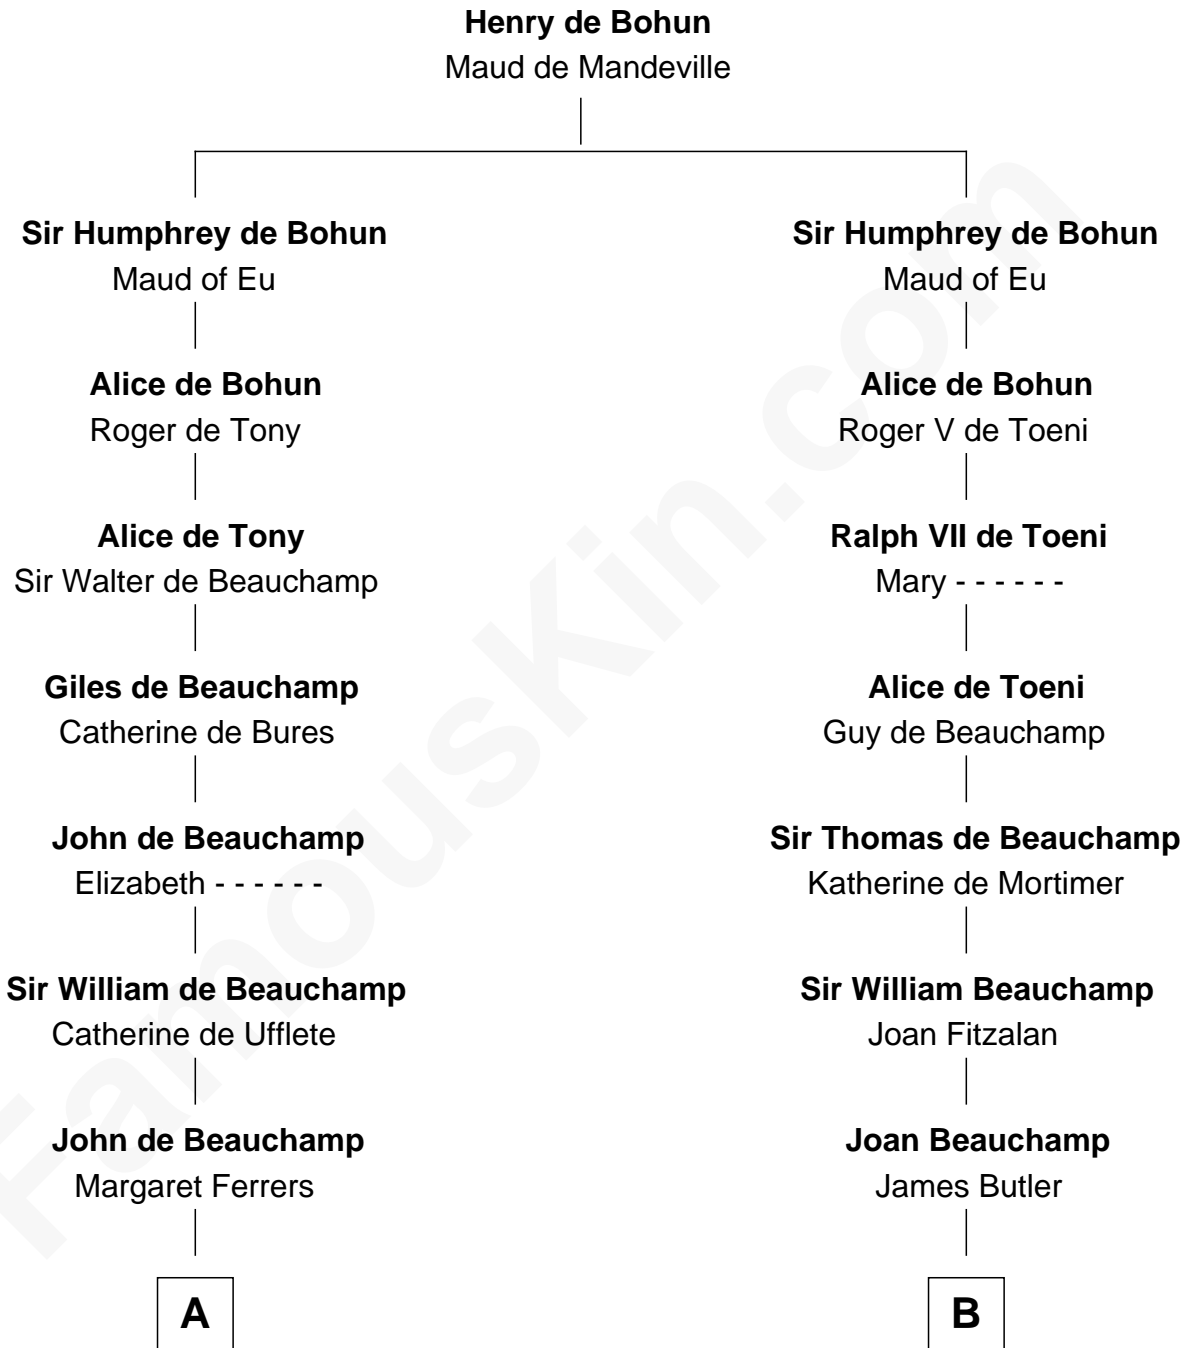 Henry de Bohun
Maud de Mandeville
Sir Humphrey de Bohun
Maud of Eu
Sir Humphrey de Bohun
Maud of Eu
Alice de Bohun
Roger de Tony
Alice de Bohun
Roger V de Toeni
Alice de Tony
Sir Walter de Beauchamp
Ralph VII de Toeni
Mary - - - - - -
Giles de Beauchamp
Catherine de Bures
Alice de Toeni
Guy de Beauchamp
John de Beauchamp
Elizabeth - - - - - -
Sir Thomas de Beauchamp
Katherine de Mortimer
Sir William de Beauchamp
Catherine de Ufflete
Sir William Beauchamp
Joan Fitzalan
John de Beauchamp
Margaret Ferrers
Joan Beauchamp
James Butler
A
B
FamousKin.com